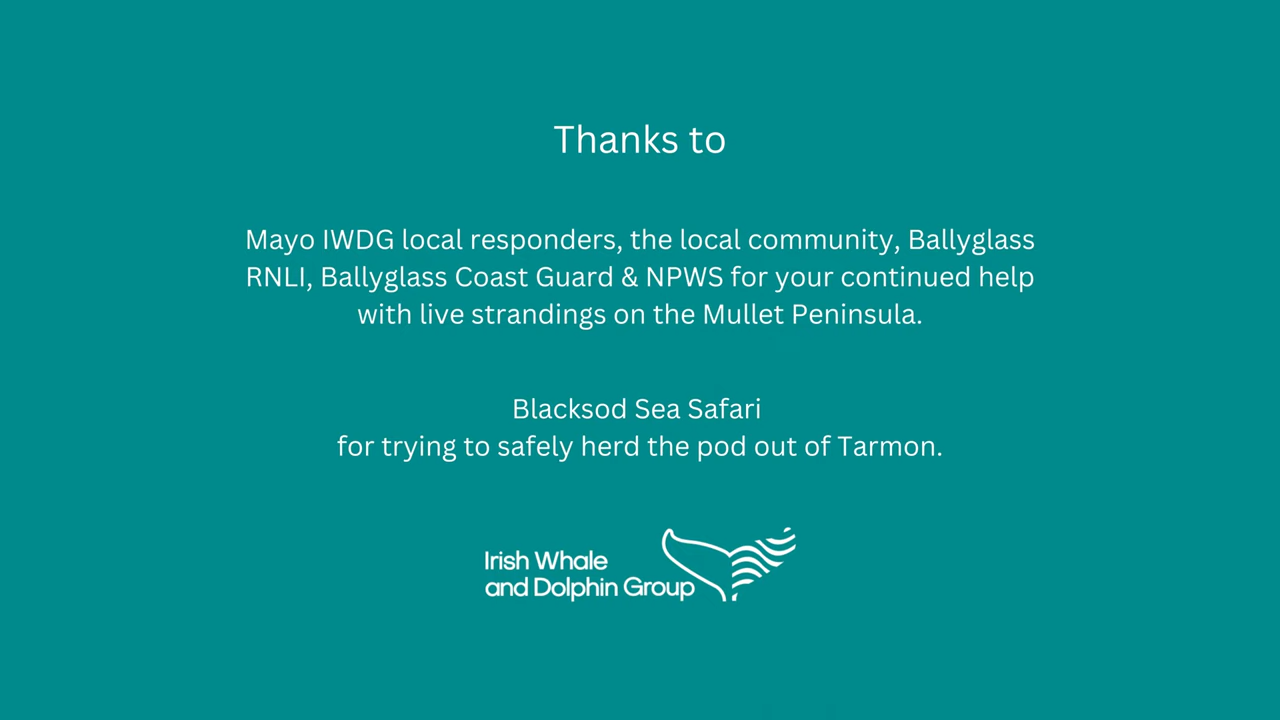 Thanks to
Mayo IWDG local responders, the local community, Ballyglass
RNLI, Ballyglass Coast Guard & NPWS for your continued help
with live strandings on the Mullet Peninsula.
Blacksod Sea Safari
for trying to safely herd the pod out of Tarmon.
Irish Whale
and Dolphin Group